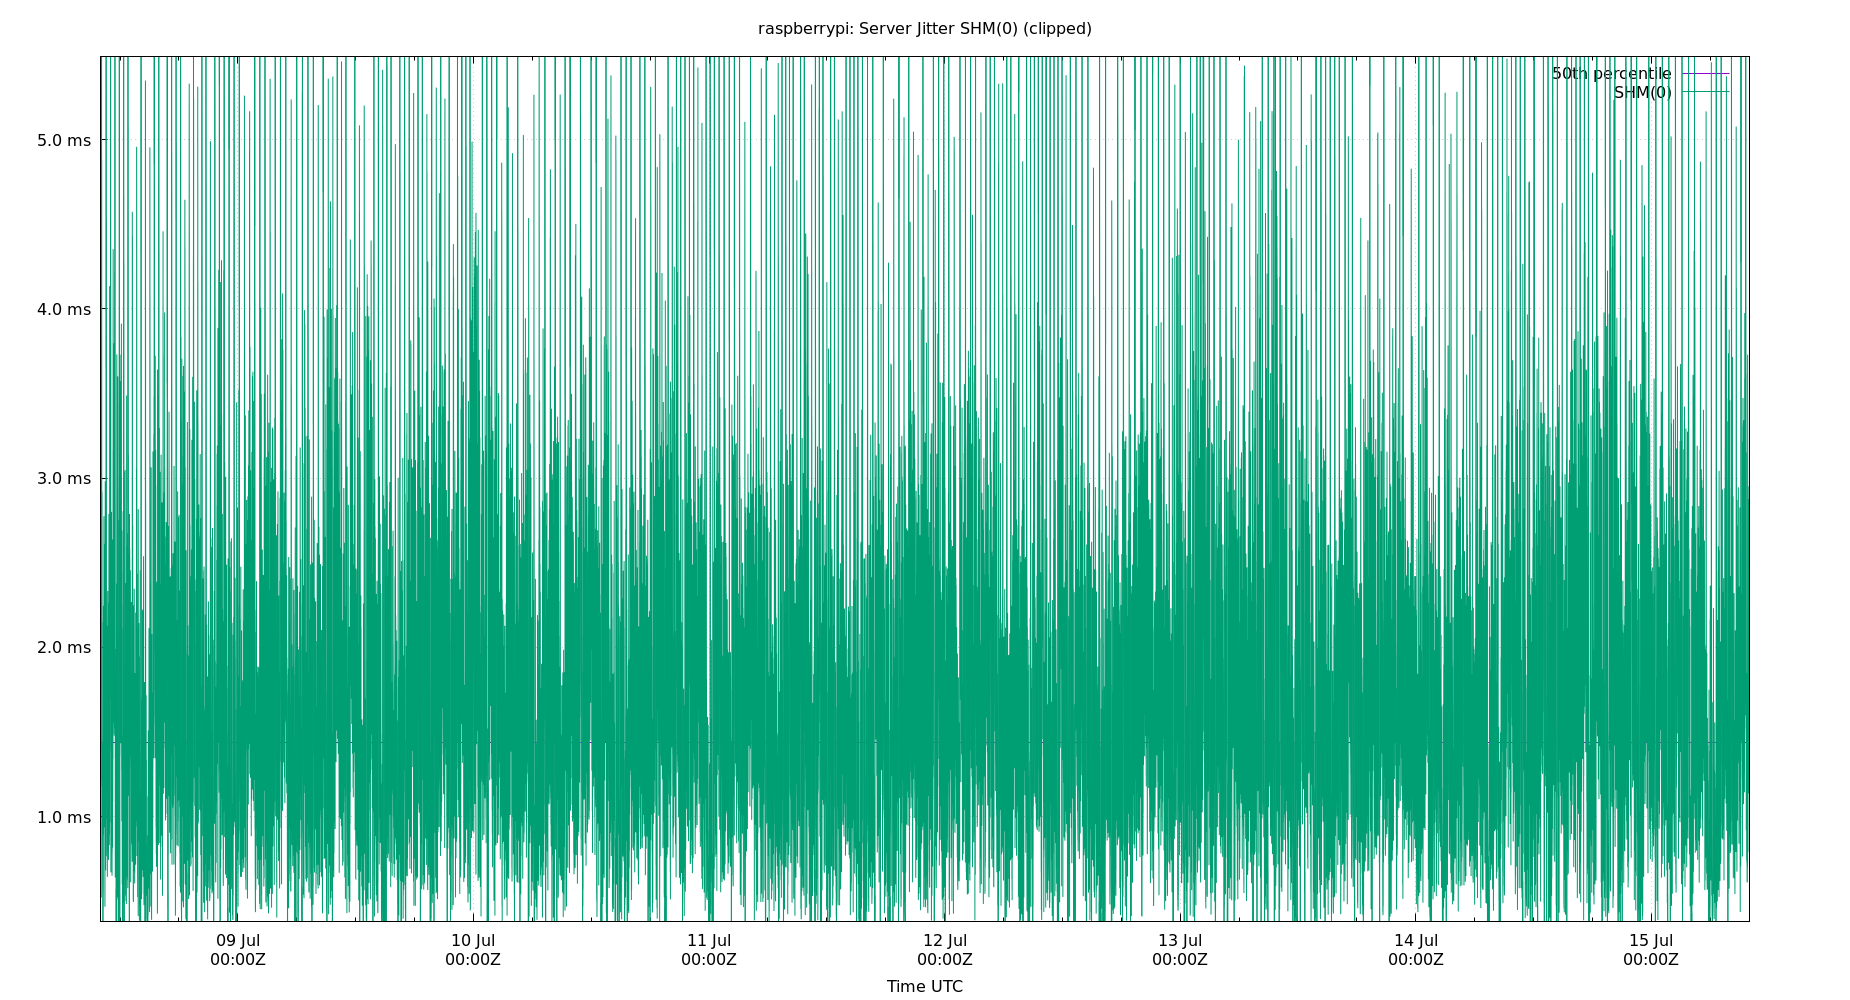 raspberrypi: Server Jitter SHM(0) (clipped)
50th percentile
SHM(0)
5.0 ms
4.0 ms
3.0 ms
2.0 ms
1.0 ms
09 Jul 10 Jul 11 Jul 12 Jul 13 Jul 14 Jul 15 Jul
00:00Z 00:00Z 00:00Z 00:00Z 00:00Z 00:00Z 00:00Z
Time UTC